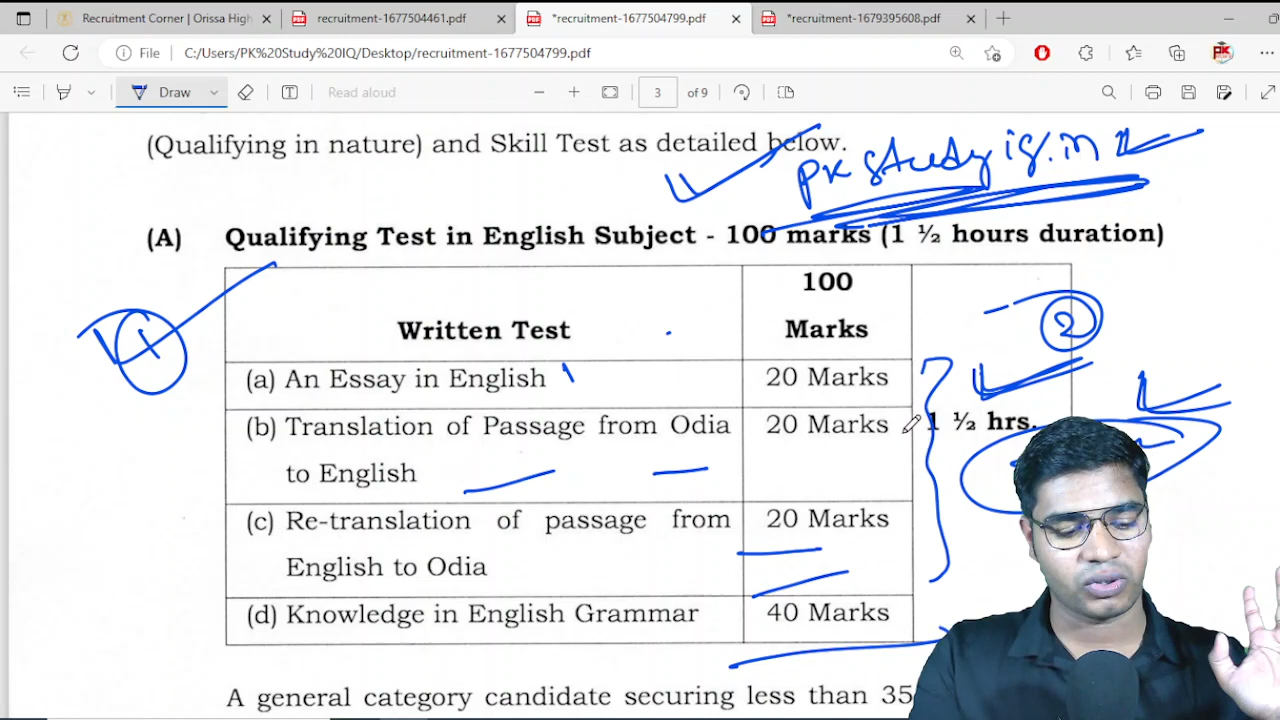 Recruitment Corner | Orissa High
recruitment-1677504461.pdf
*recruitment-1677504799.pdf
*recruitment-1679395608.pdf
File
C:/Users/PK%20Study%20IQ/Desktop/recruitment-1677504799.pdf
Draw
Read aloud
3
of 9
(Qualifying in nature) and Skill Test as detailed below.
PK Study iq.in
(A) Qualifying Test in English Subject - 100 marks (1 ½ hours duration)
Written Test
100
Marks
2
1
(a) An Essay in English
20 Marks
(b) Translation of Passage from Odia
to English
20 Marks
1 ½ hrs.
(c) Re-translation of passage from
English to Odia
20 Marks
(d) Knowledge in English Grammar
40 Marks
A general category candidate securing less than 35